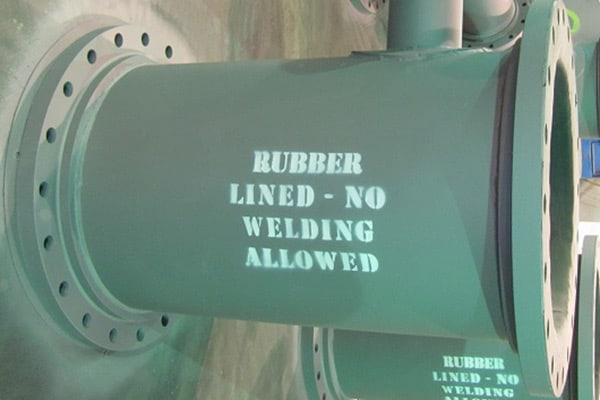 RUBBER
LINED - NO
WELDING
ALLOWED
RUBBER
LINED - NO
WELDING